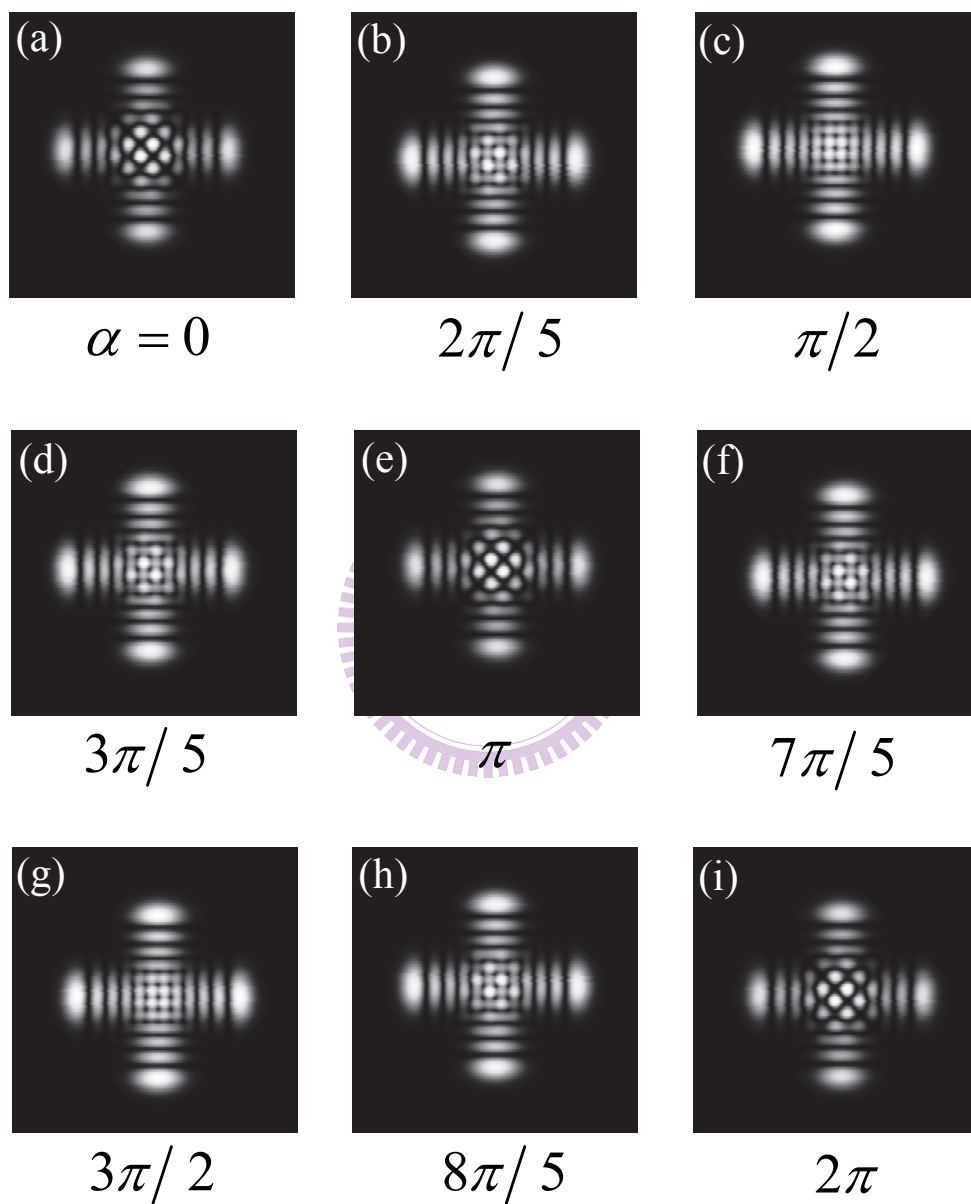 (a) (b) (c)
α = 0 2π/ 5 π/2
(d) (e) (f)
3π/ 5 π 7π/ 5
(g) (h) (i)
3π/ 2 8π/ 5 2π